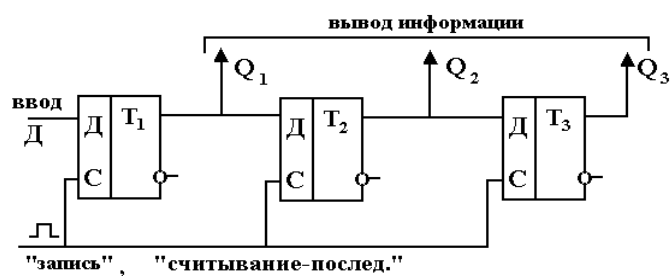 вывод информации
Q1 Q2 Q3
ввод
Д
Д T1 Д T2 Д T3
С С С
"запись" , "считывание-послед."